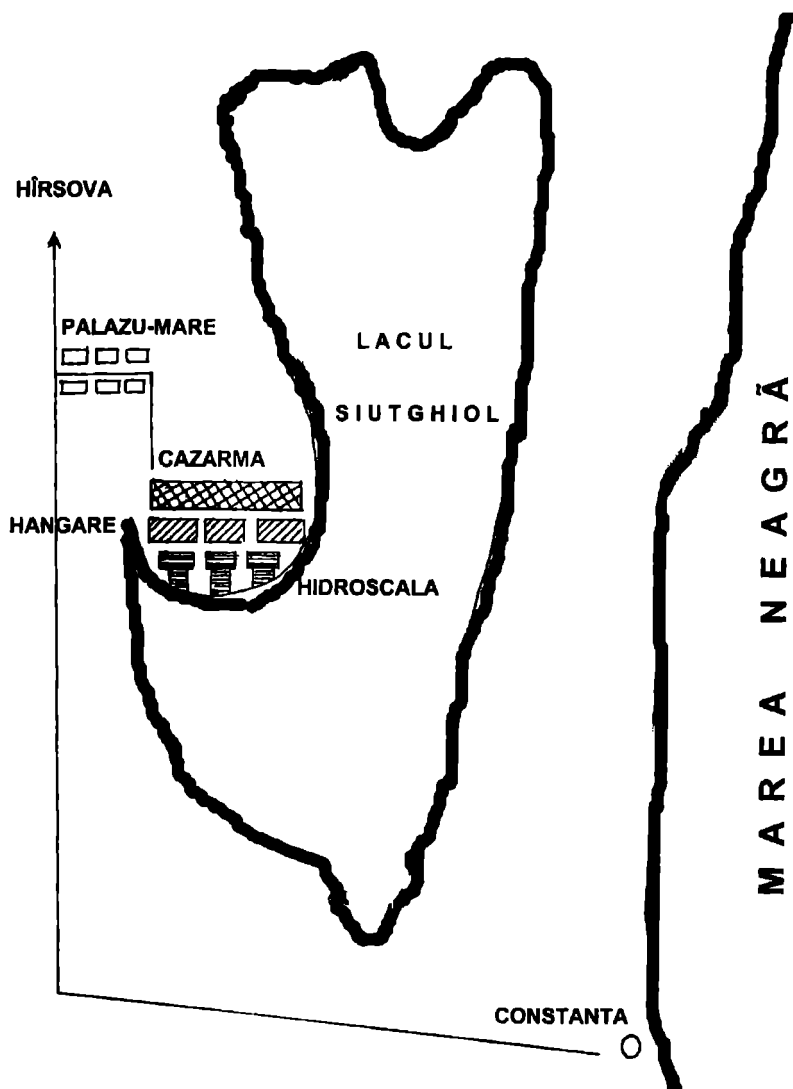 HÎRSOVA
PALAZU-MARE
LACUL
SIUTGHIOL
CAZARMA
HANGARE
HIDROSCALA
MAREA NEAGRĂ
CONSTANTA